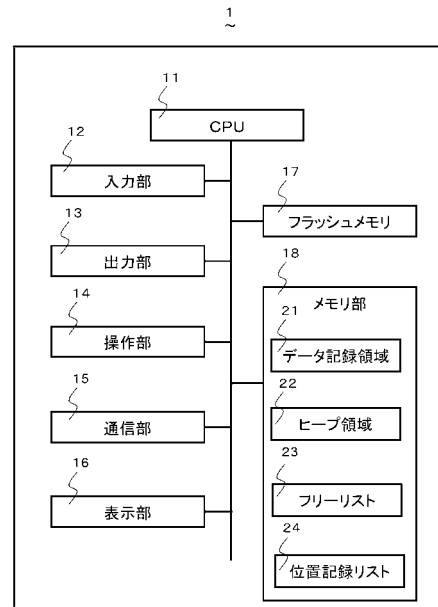 1
~
11
CPU
12
入力部
17
フラッシュメモリ
13
出力部
18
メモリ部
14
操作部
21
データ記録領域
15
通信部
22
ヒープ領域
16
表示部
23
フリーリスト
24
位置記録リスト